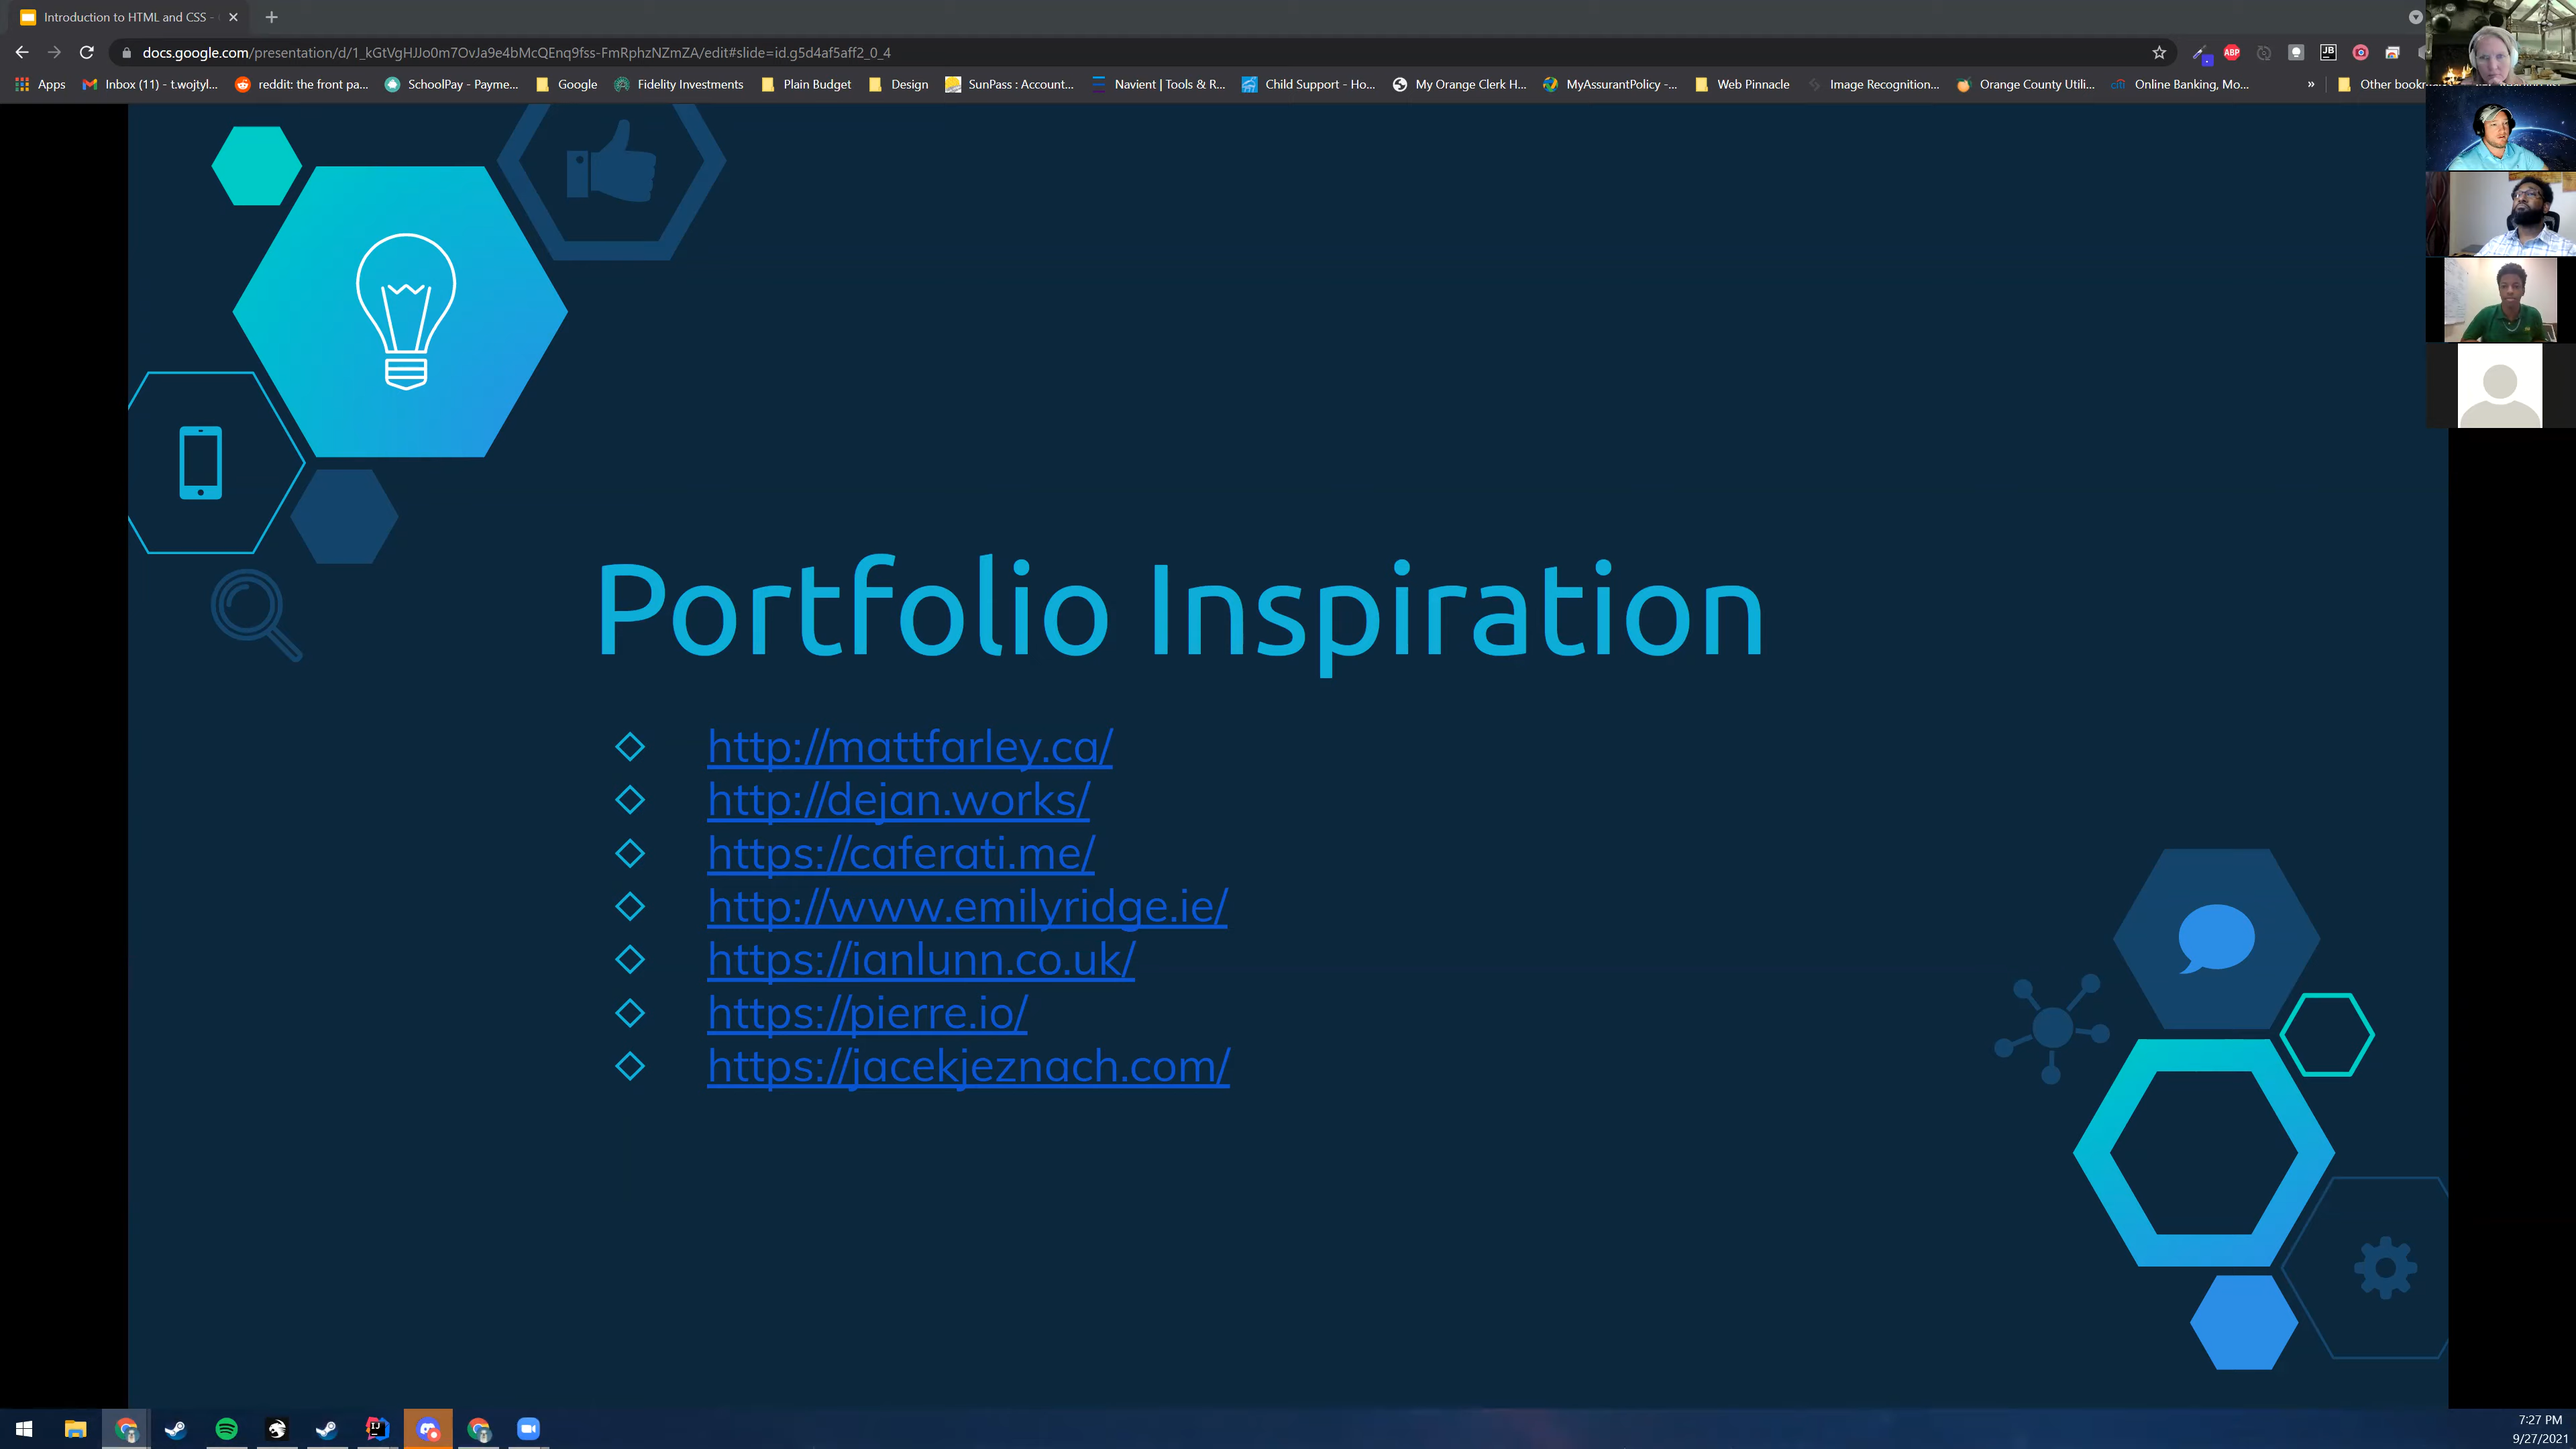 Introduction to HTML and CSS -
docs.google.com/presentation/d/1_kGtVgHJJo0m7OvJa9e4bMcQEnq9fss-FmRphzNZmZA/edit#slide=id.g5d4af5aff2_0_4
ABP
JB
Apps
Inbox (11) - t.wojtyl...
reddit: the front pa...
SchoolPay - Payme...
Google
Fidelity Investments
Plain Budget
Design
SunPass : Account...
Navient | Tools & R...
Child Support - Ho...
My Orange Clerk H...
MyAssurantPolicy -...
Web Pinnacle
Image Recognition...
Orange County Utili...
Online Banking, Mo...
»
Other
Portfolio Inspiration
http://mattfarley.ca/
http://dejan.works/
https://caferati.me/
http://www.emilyridge.ie/
https://ianlunn.co.uk/
https://pierre.io/
https://jacekjeznach.com/
7:27 PM
9/27/2021